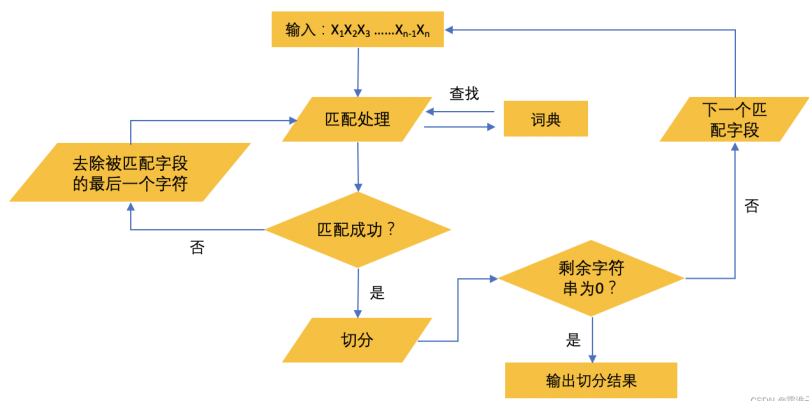 输入：X₁X₂X₃ ……Xₙ₋₁Xₙ
查找
匹配处理
词典
下一个匹
配字段
去除被匹配字段
的最后一个字符
匹配成功？
否
否
剩余字符
串为0？
是
切分
是
输出切分结果